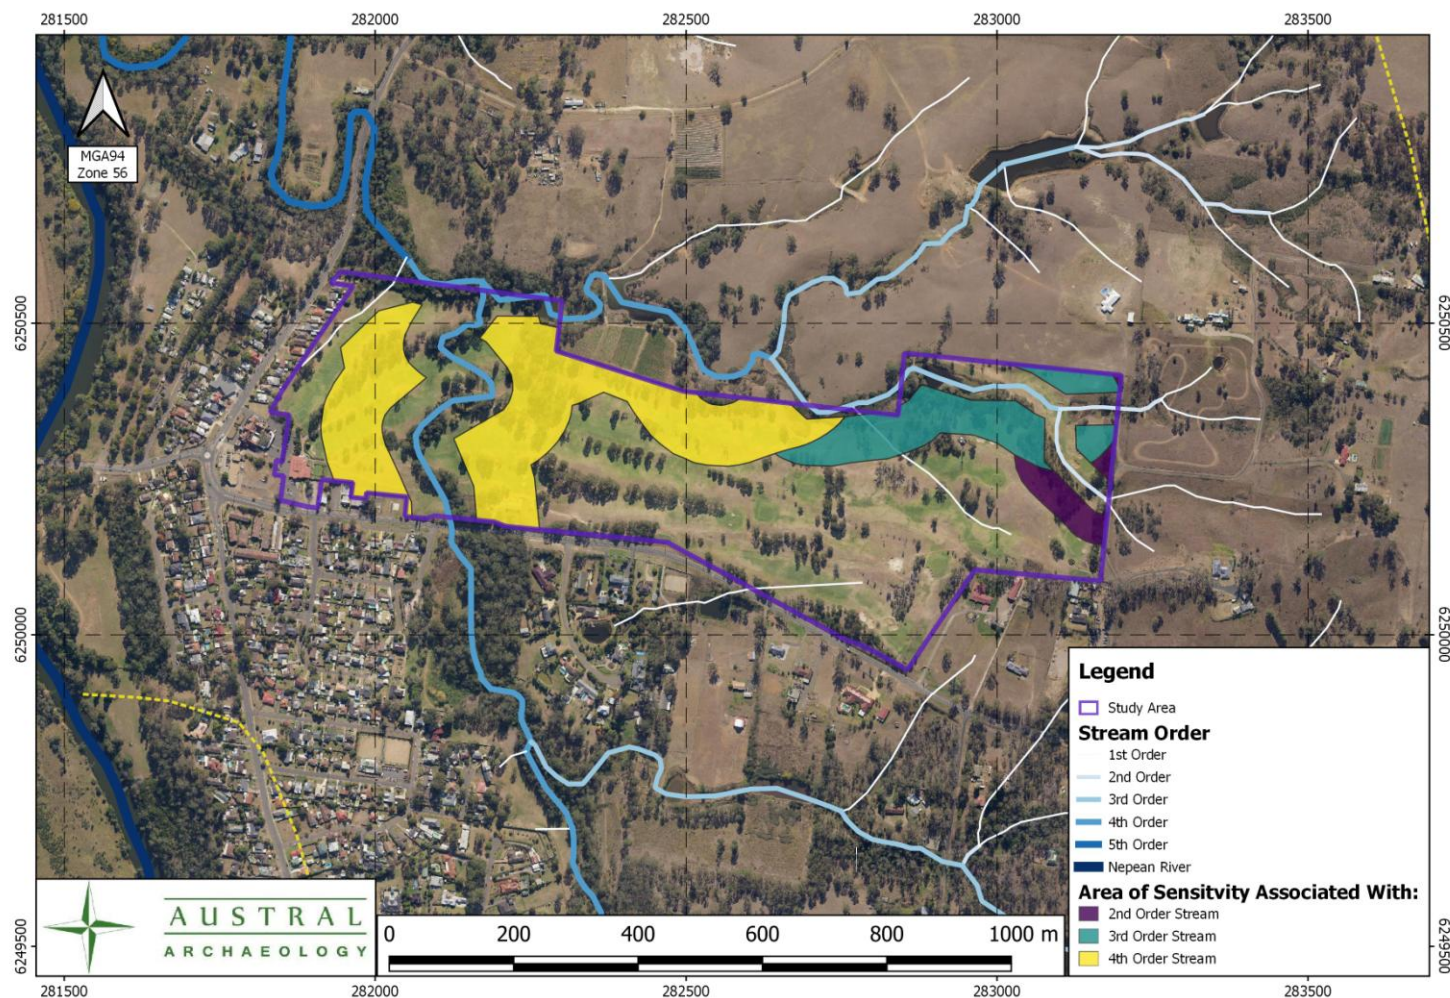 281500 282000 282500 283000 283500
MGA94
Zone 56
6250500 6250500
6250000 6250000
6249500 6249500
Legend
Study Area
Stream Order
1st Order
2nd Order
3rd Order
4th Order
5th Order
Nepean River
Area of Sensitvity Associated With:
2nd Order Stream
3rd Order Stream
4th Order Stream
AUSTRAL
ARCHAEOLOGY
0 200 400 600 800 1000 m
281500 282000 282500 283000 283500